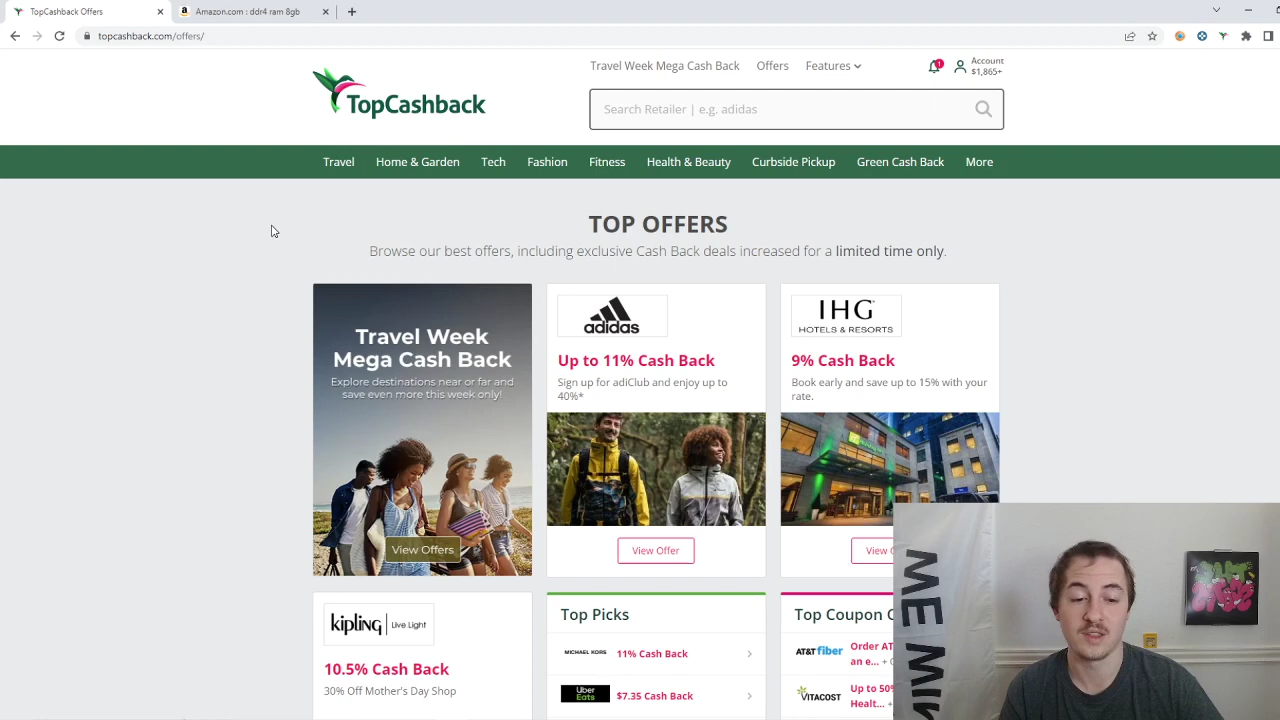 TopCashback Offers
Amazon.com : ddr4 ram 8gb
topcashback.com/offers/
Travel Week Mega Cash Back
Offers
Features
1
Account
$1,865+
TopCashback
Search Retailer | e.g. adidas
Travel
Home & Garden
Tech
Fashion
Fitness
Health & Beauty
Curbside Pickup
Green Cash Back
More
TOP OFFERS
Browse our best offers, including exclusive Cash Back deals increased for a limited time only.
Travel Week
Mega Cash Back
Explore destinations near or far and
save even more this week only!
View Offers
adidas
Up to 11% Cash Back
Sign up for adiClub and enjoy up to
40%*
View Offer
IHG
HOTELS & RESORTS
9% Cash Back
Book early and save up to 15% with your
rate.
View O
kipling | Live.Light
10.5% Cash Back
30% Off Mother's Day Shop
Top Picks
MICHAEL KORS
11% Cash Back
Uber
Eats
$7.35 Cash Back
Top Coupon C
AT&T fiber
Order AT
an e... +
VITACOST
Up to 50%
Healt... +
ME MIN